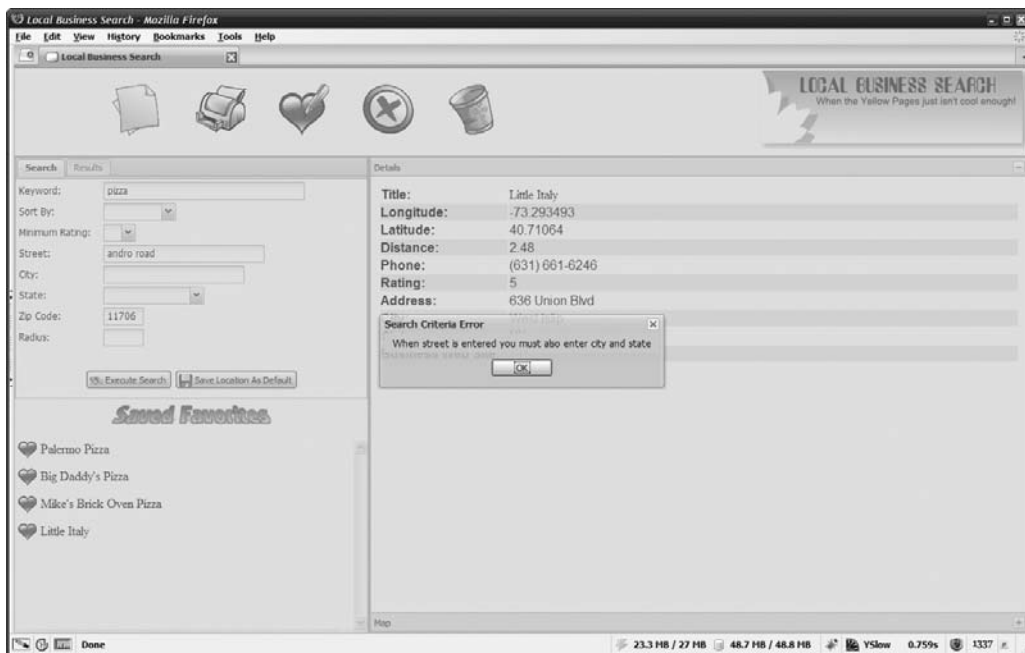 Local Business Search - Mozilla Firefox
File Edit View History Bookmarks Tools Help
Local Business Search
LOCAL BUSINESS SEARCH
When the Yellow Pages just isn't cool enough!
Search Results
Details
Keyword: pizza
Sort By:
Minimum Rating:
Street: andro road
City:
State:
Zip Code: 11706
Radius:
Execute Search Save Location As Default
Saved Favorites
Palermo Pizza
Big Daddy's Pizza
Mike's Brick Oven Pizza
Little Italy
Title: Little Italy
Longitude: -73.293493
Latitude: 40.71064
Distance: 2.48
Phone: (631) 661-6246
Rating: 5
Address: 636 Union Blvd
Search Criteria Error
When street is entered you must also enter city and state
OK
Map
Done
23.3 MB / 27 MB 48.7 MB / 48.8 MB YSlow 0.759s 1337